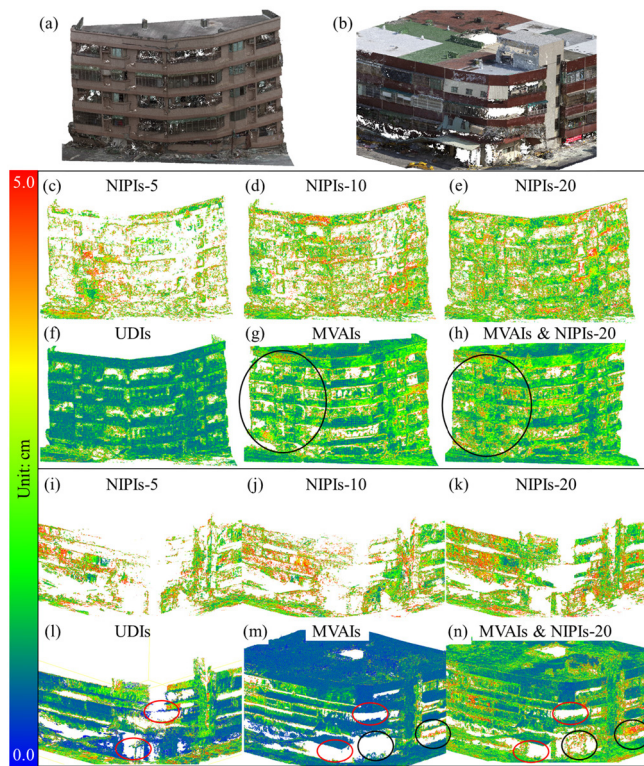 (a)
(b)
5.0
Unit: cm
0.0
(c) NIPIs-5
(d) NIPIs-10
(e) NIPIs-20
(f) UDIs
(g) MVAIs
(h) MVAIs & NIPIs-20
(i) NIPIs-5
(j) NIPIs-10
(k) NIPIs-20
(l) UDIs
(m) MVAIs
(n) MVAIs & NIPIs-20